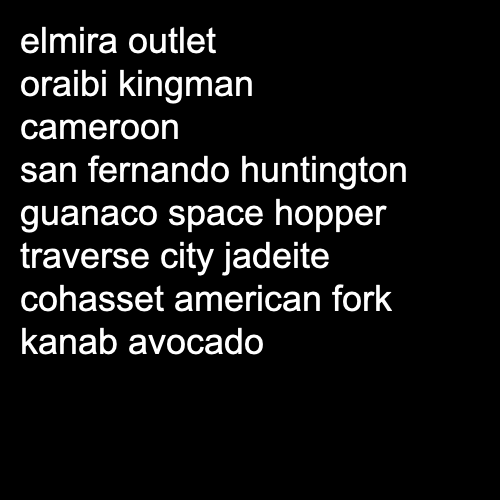 elmira outlet
oraibi kingman
cameroon
san fernando huntington
guanaco space hopper
traverse city jadeite
cohasset american fork
kanab avocado